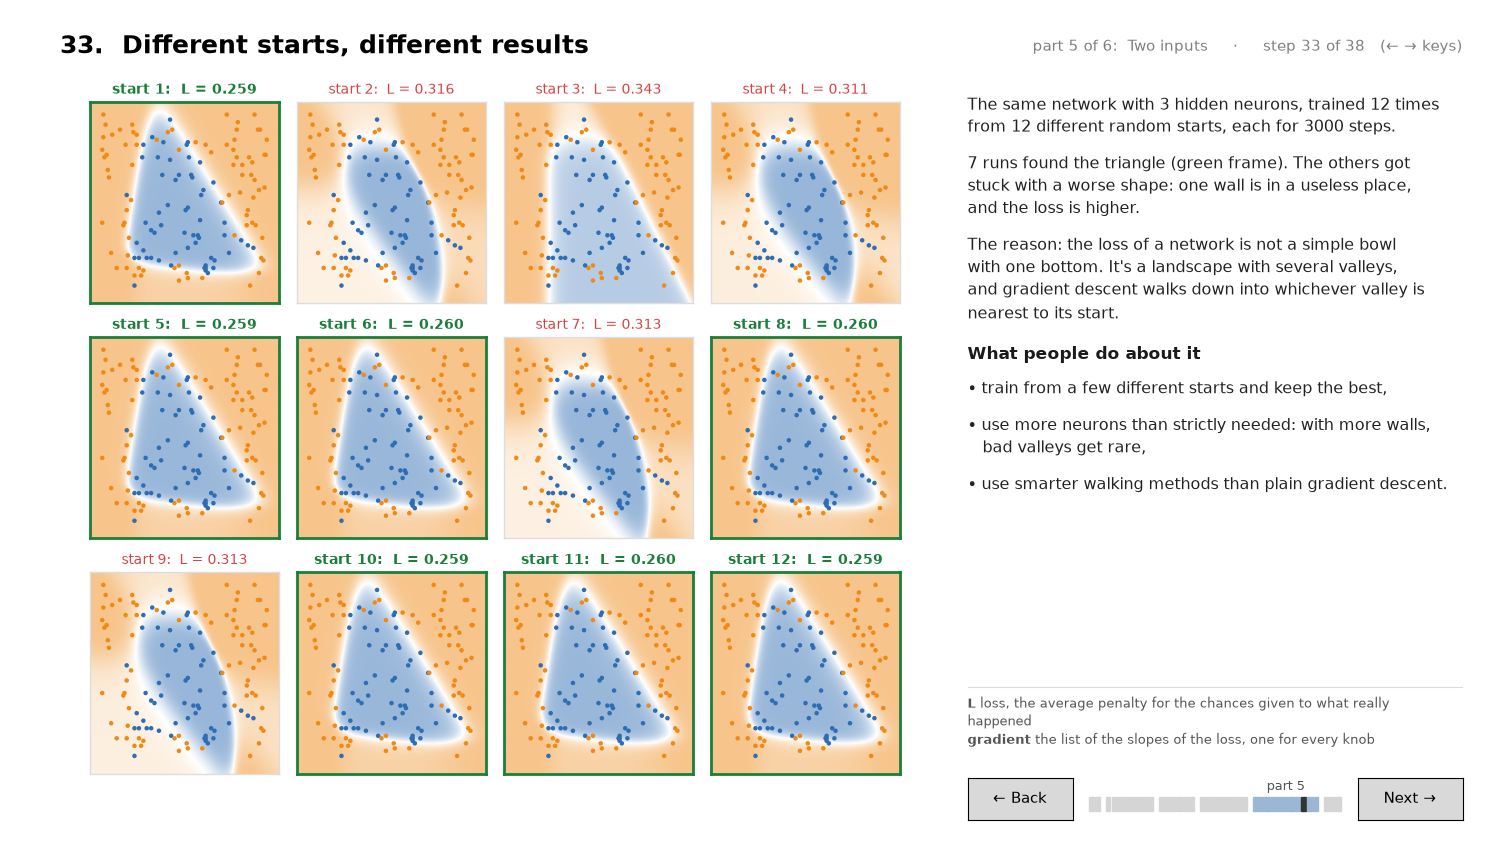 33. Different starts, different results
part 5 of 6: Two inputs · step 33 of 38 (← → keys)
start 1: L = 0.259
start 2: L = 0.316
start 3: L = 0.343
start 4: L = 0.311
start 5: L = 0.259
start 6: L = 0.260
start 7: L = 0.313
start 8: L = 0.260
start 9: L = 0.313
start 10: L = 0.259
start 11: L = 0.260
start 12: L = 0.259
The same network with 3 hidden neurons, trained 12 times
from 12 different random starts, each for 3000 steps.
7 runs found the triangle (green frame). The others got
stuck with a worse shape: one wall is in a useless place,
and the loss is higher.
The reason: the loss of a network is not a simple bowl
with one bottom. It's a landscape with several valleys,
and gradient descent walks down into whichever valley is
nearest to its start.
What people do about it
• train from a few different starts and keep the best,
• use more neurons than strictly needed: with more walls,
bad valleys get rare,
• use smarter walking methods than plain gradient descent.
L loss, the average penalty for the chances given to what really
happened
gradient the list of the slopes of the loss, one for every knob
← Back
part 5
Next →